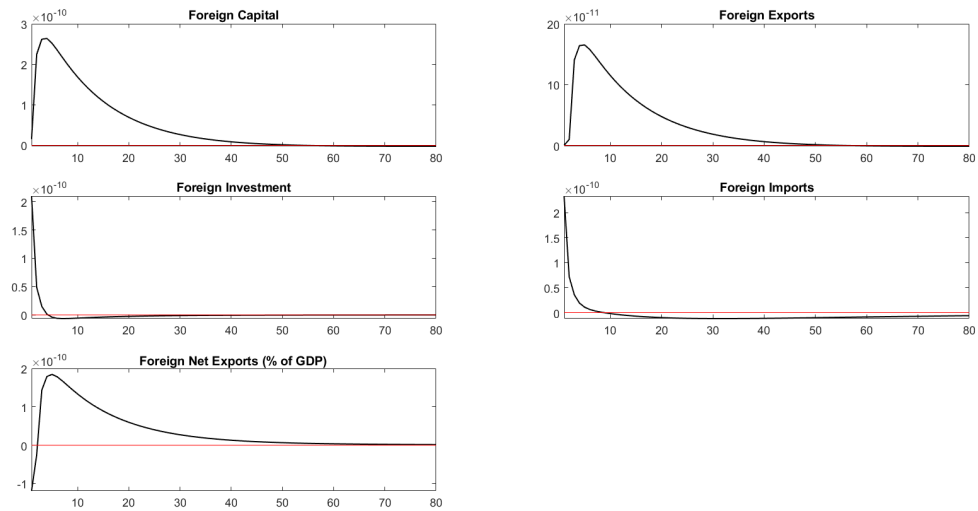 ×10⁻¹⁰ Foreign Capital
3
2
1
0
10 20 30 40 50 60 70 80
×10⁻¹¹ Foreign Exports
20
10
0
10 20 30 40 50 60 70 80
×10⁻¹⁰ Foreign Investment
2
1.5
1
0.5
0
10 20 30 40 50 60 70 80
×10⁻¹⁰ Foreign Imports
2
1.5
1
0.5
0
10 20 30 40 50 60 70 80
×10⁻¹⁰ Foreign Net Exports (% of GDP)
2
1
0
-1
10 20 30 40 50 60 70 80